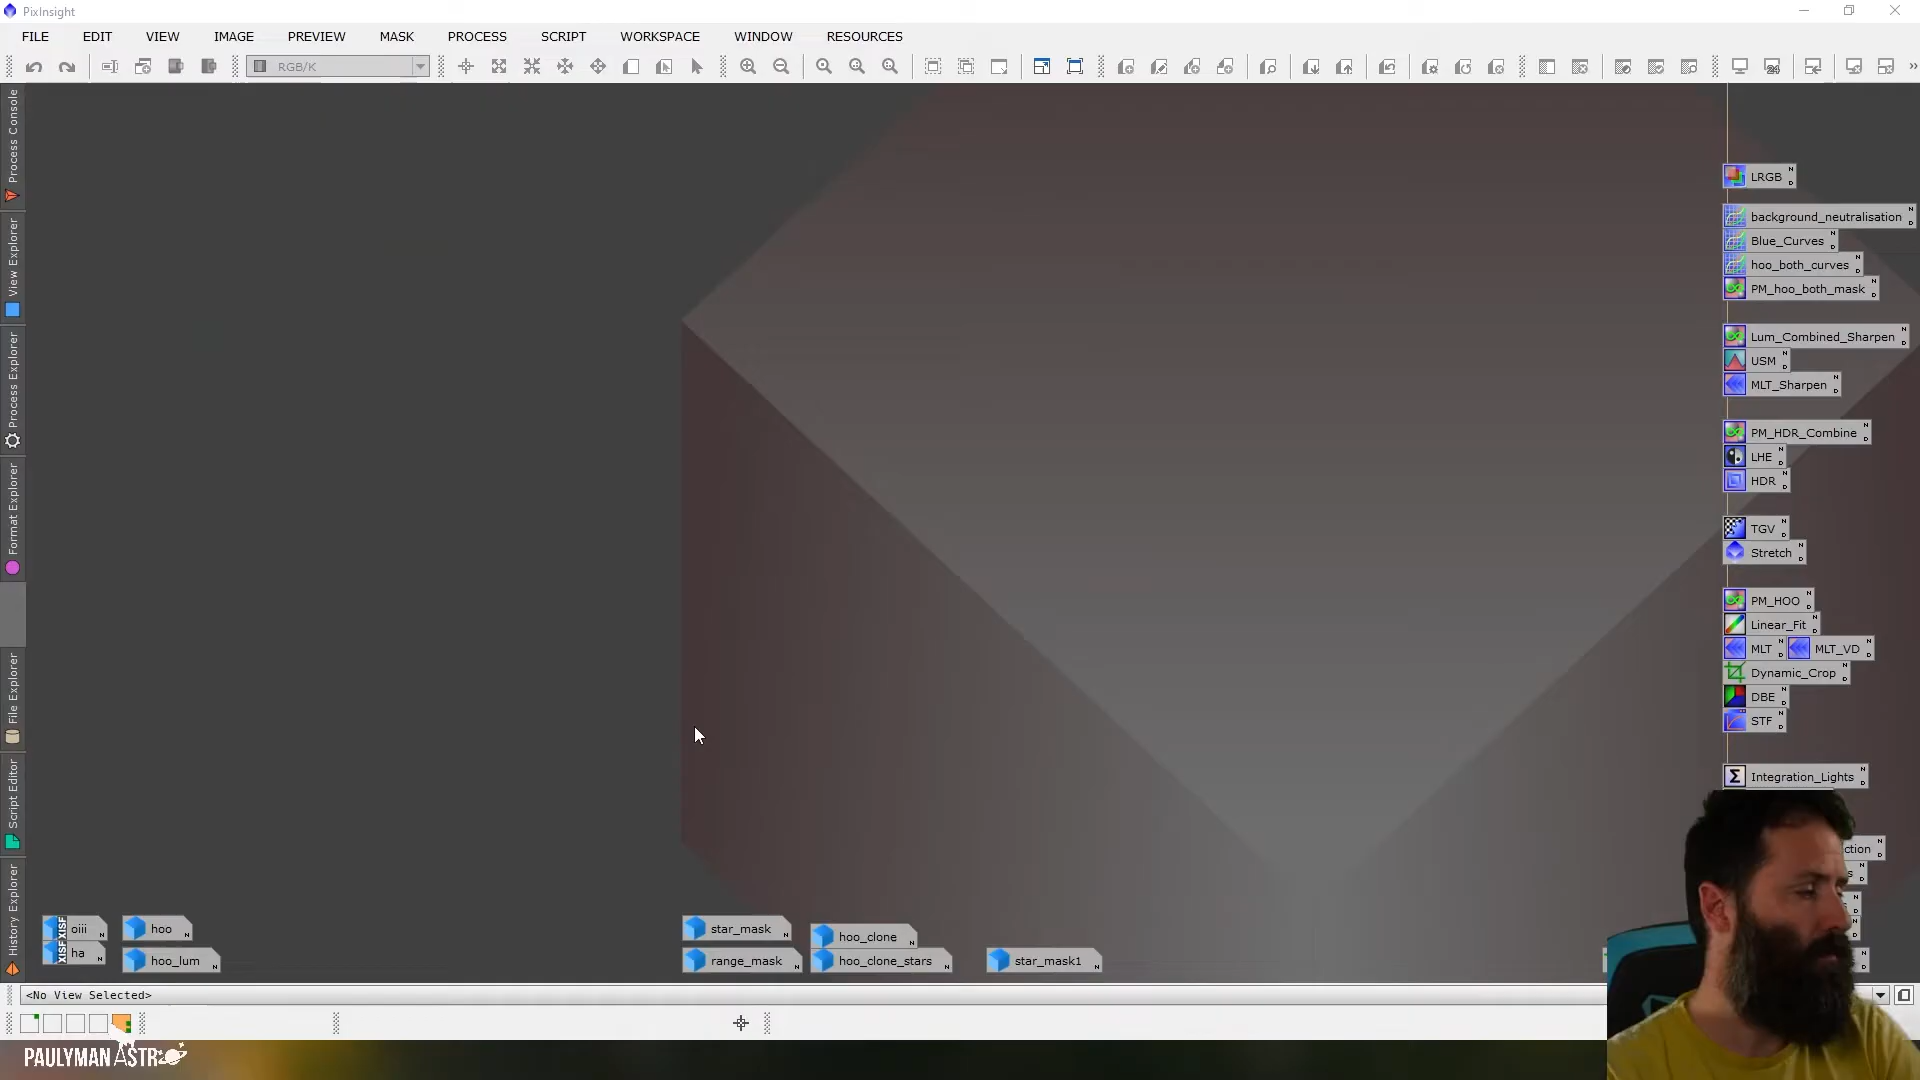 PixInsight
FILE EDIT VIEW IMAGE PREVIEW MASK PROCESS SCRIPT WORKSPACE WINDOW RESOURCES
RGB/K
Process Console
View Explorer
Process Explorer
Format Explorer
File Explorer
Script Editor
History Explorer
LRGB
background_neutralisation
Blue_Curves
hoo_both_curves
PM_hoo_both_mask
Lum_Combined_Sharpen
USM
MLT_Sharpen
PM_HDR_Combine
LHE
HDR
TGV
Stretch
PM_HOO
Linear_Fit
MLT MLT_VD
Dynamic_Crop
DBE
STF
Integration_Lights
ction
s
oiii hoo star_mask hoo_clone
ha hoo_lum range_mask hoo_clone_stars star_mask1
<No View Selected>
PAULYMAN ASTRO